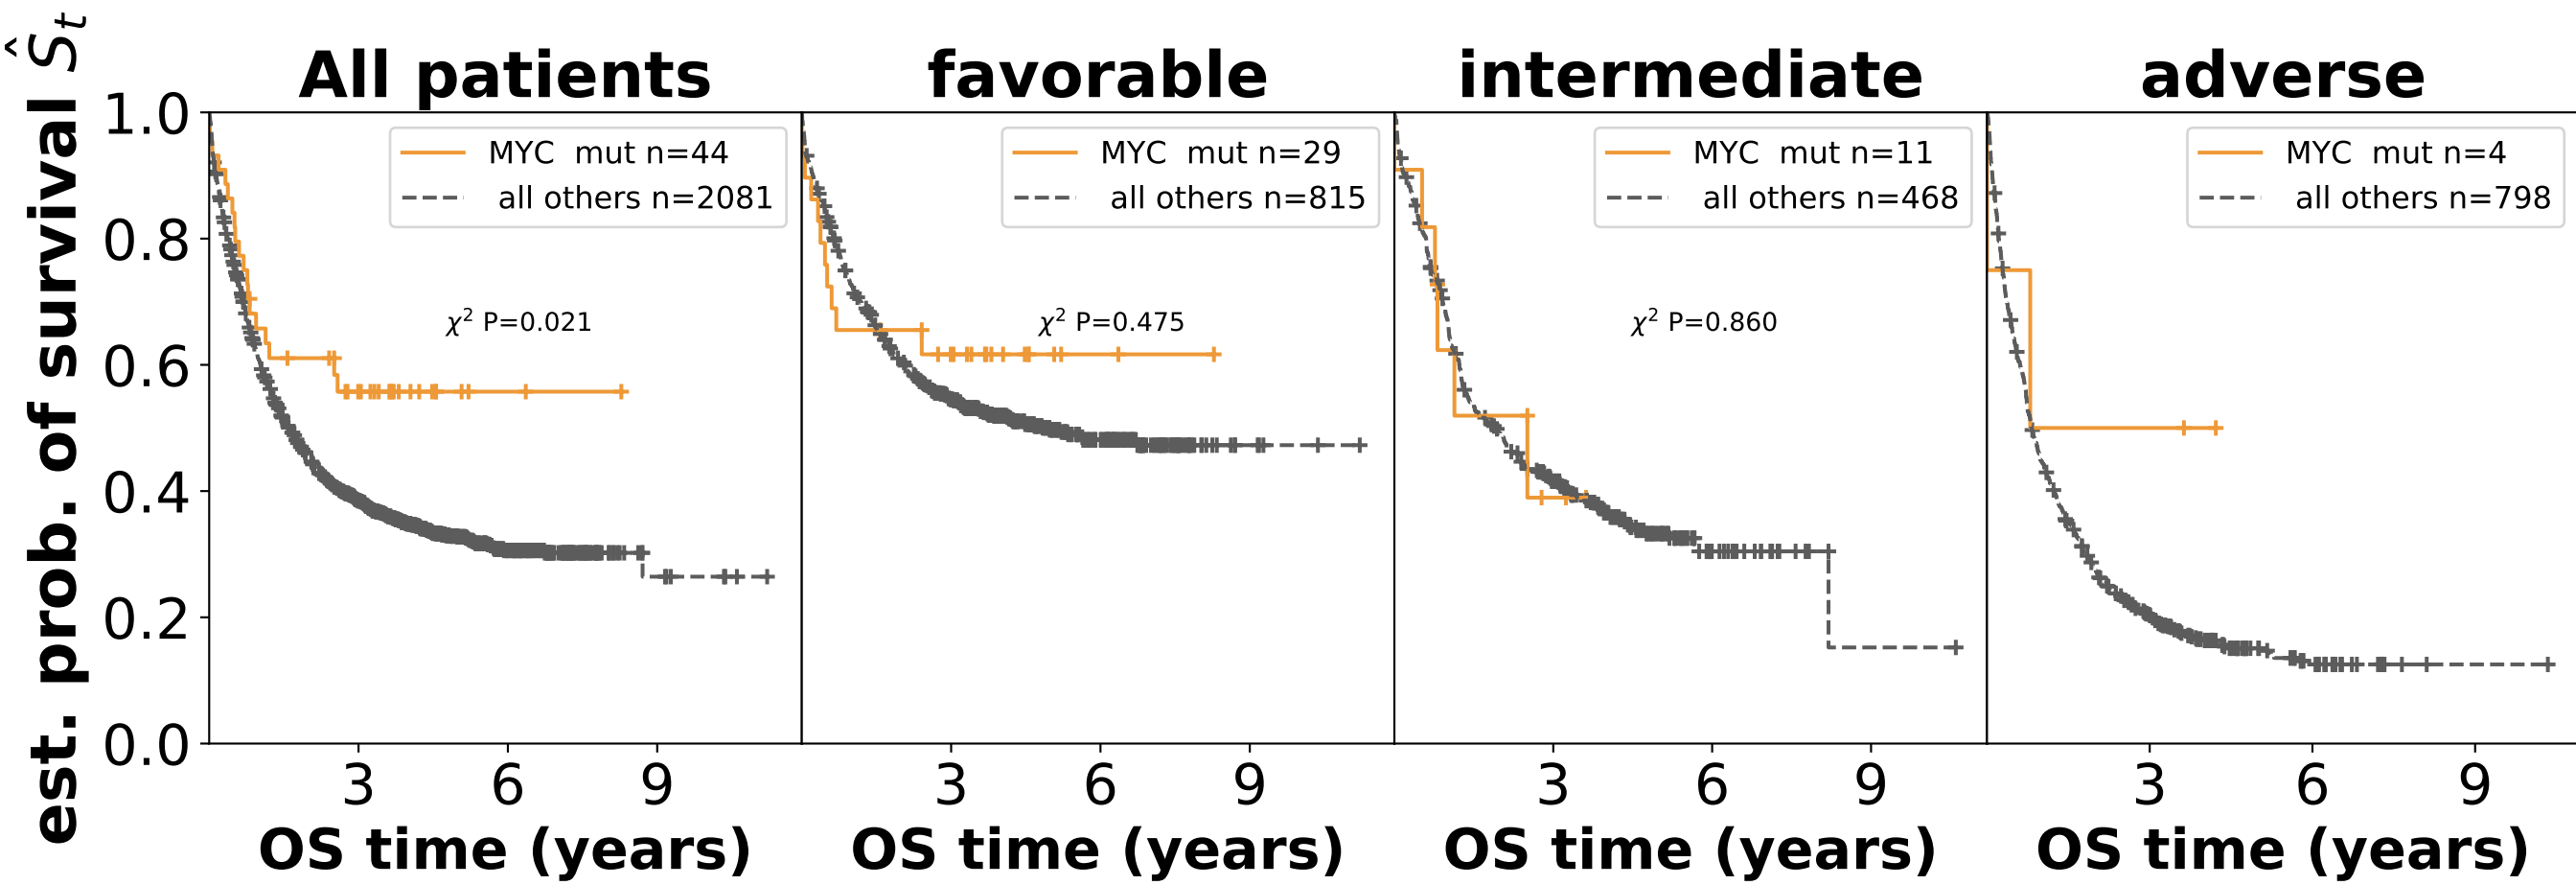 est. prob. of survival Ŝt
All patients
1.0
0.8
0.6
0.4
0.2
0.0
MYC mut n=44
all others n=2081
χ² P=0.021
3 6 9
OS time (years)
favorable
MYC mut n=29
all others n=815
χ² P=0.475
3 6 9
OS time (years)
intermediate
MYC mut n=11
all others n=468
χ² P=0.860
3 6 9
OS time (years)
adverse
MYC mut n=4
all others n=798
3 6 9
OS time (years)